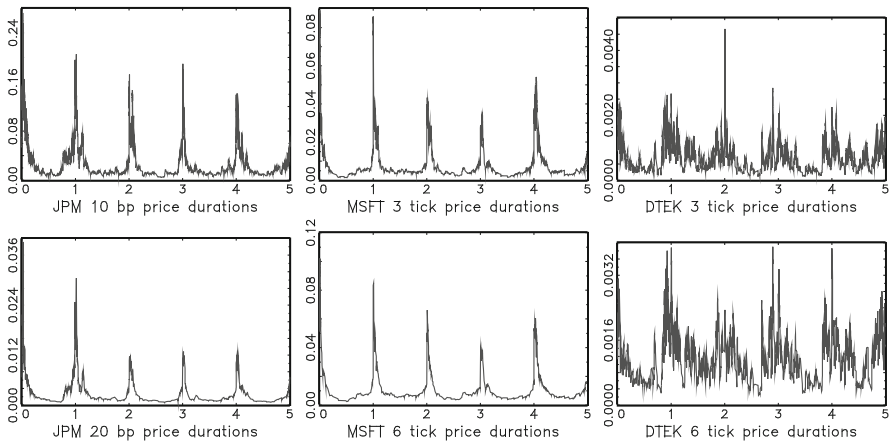 0.24
0.16
0.08
0.00
0 1 2 3 4 5
JPM 10 bp price durations
0.08
0.06
0.04
0.02
0.00
0 1 2 3 4 5
MSFT 3 tick price durations
0.0040
0.0020
0.0000
0 1 2 3 4 5
DTEK 3 tick price durations
0.036
0.024
0.012
0.000
0 1 2 3 4 5
JPM 20 bp price durations
0.12
0.08
0.04
0.00
0 1 2 3 4 5
MSFT 6 tick price durations
0.0032
0.0016
0.0000
0 1 2 3 4 5
DTEK 6 tick price durations